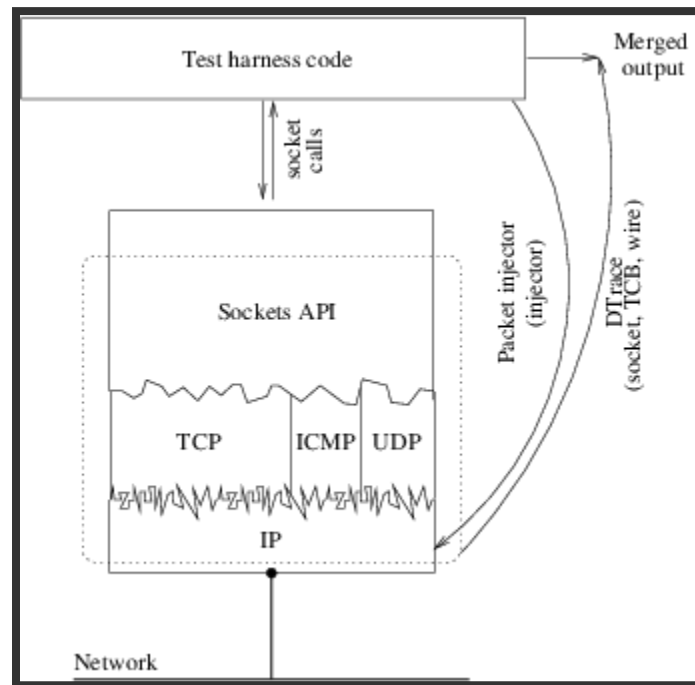 Test harness code
Merged
output
socket
calls
Packet injector
(injector)
DTrace
(socket, TCB, wire)
Sockets API
TCP
ICMP
UDP
IP
Network